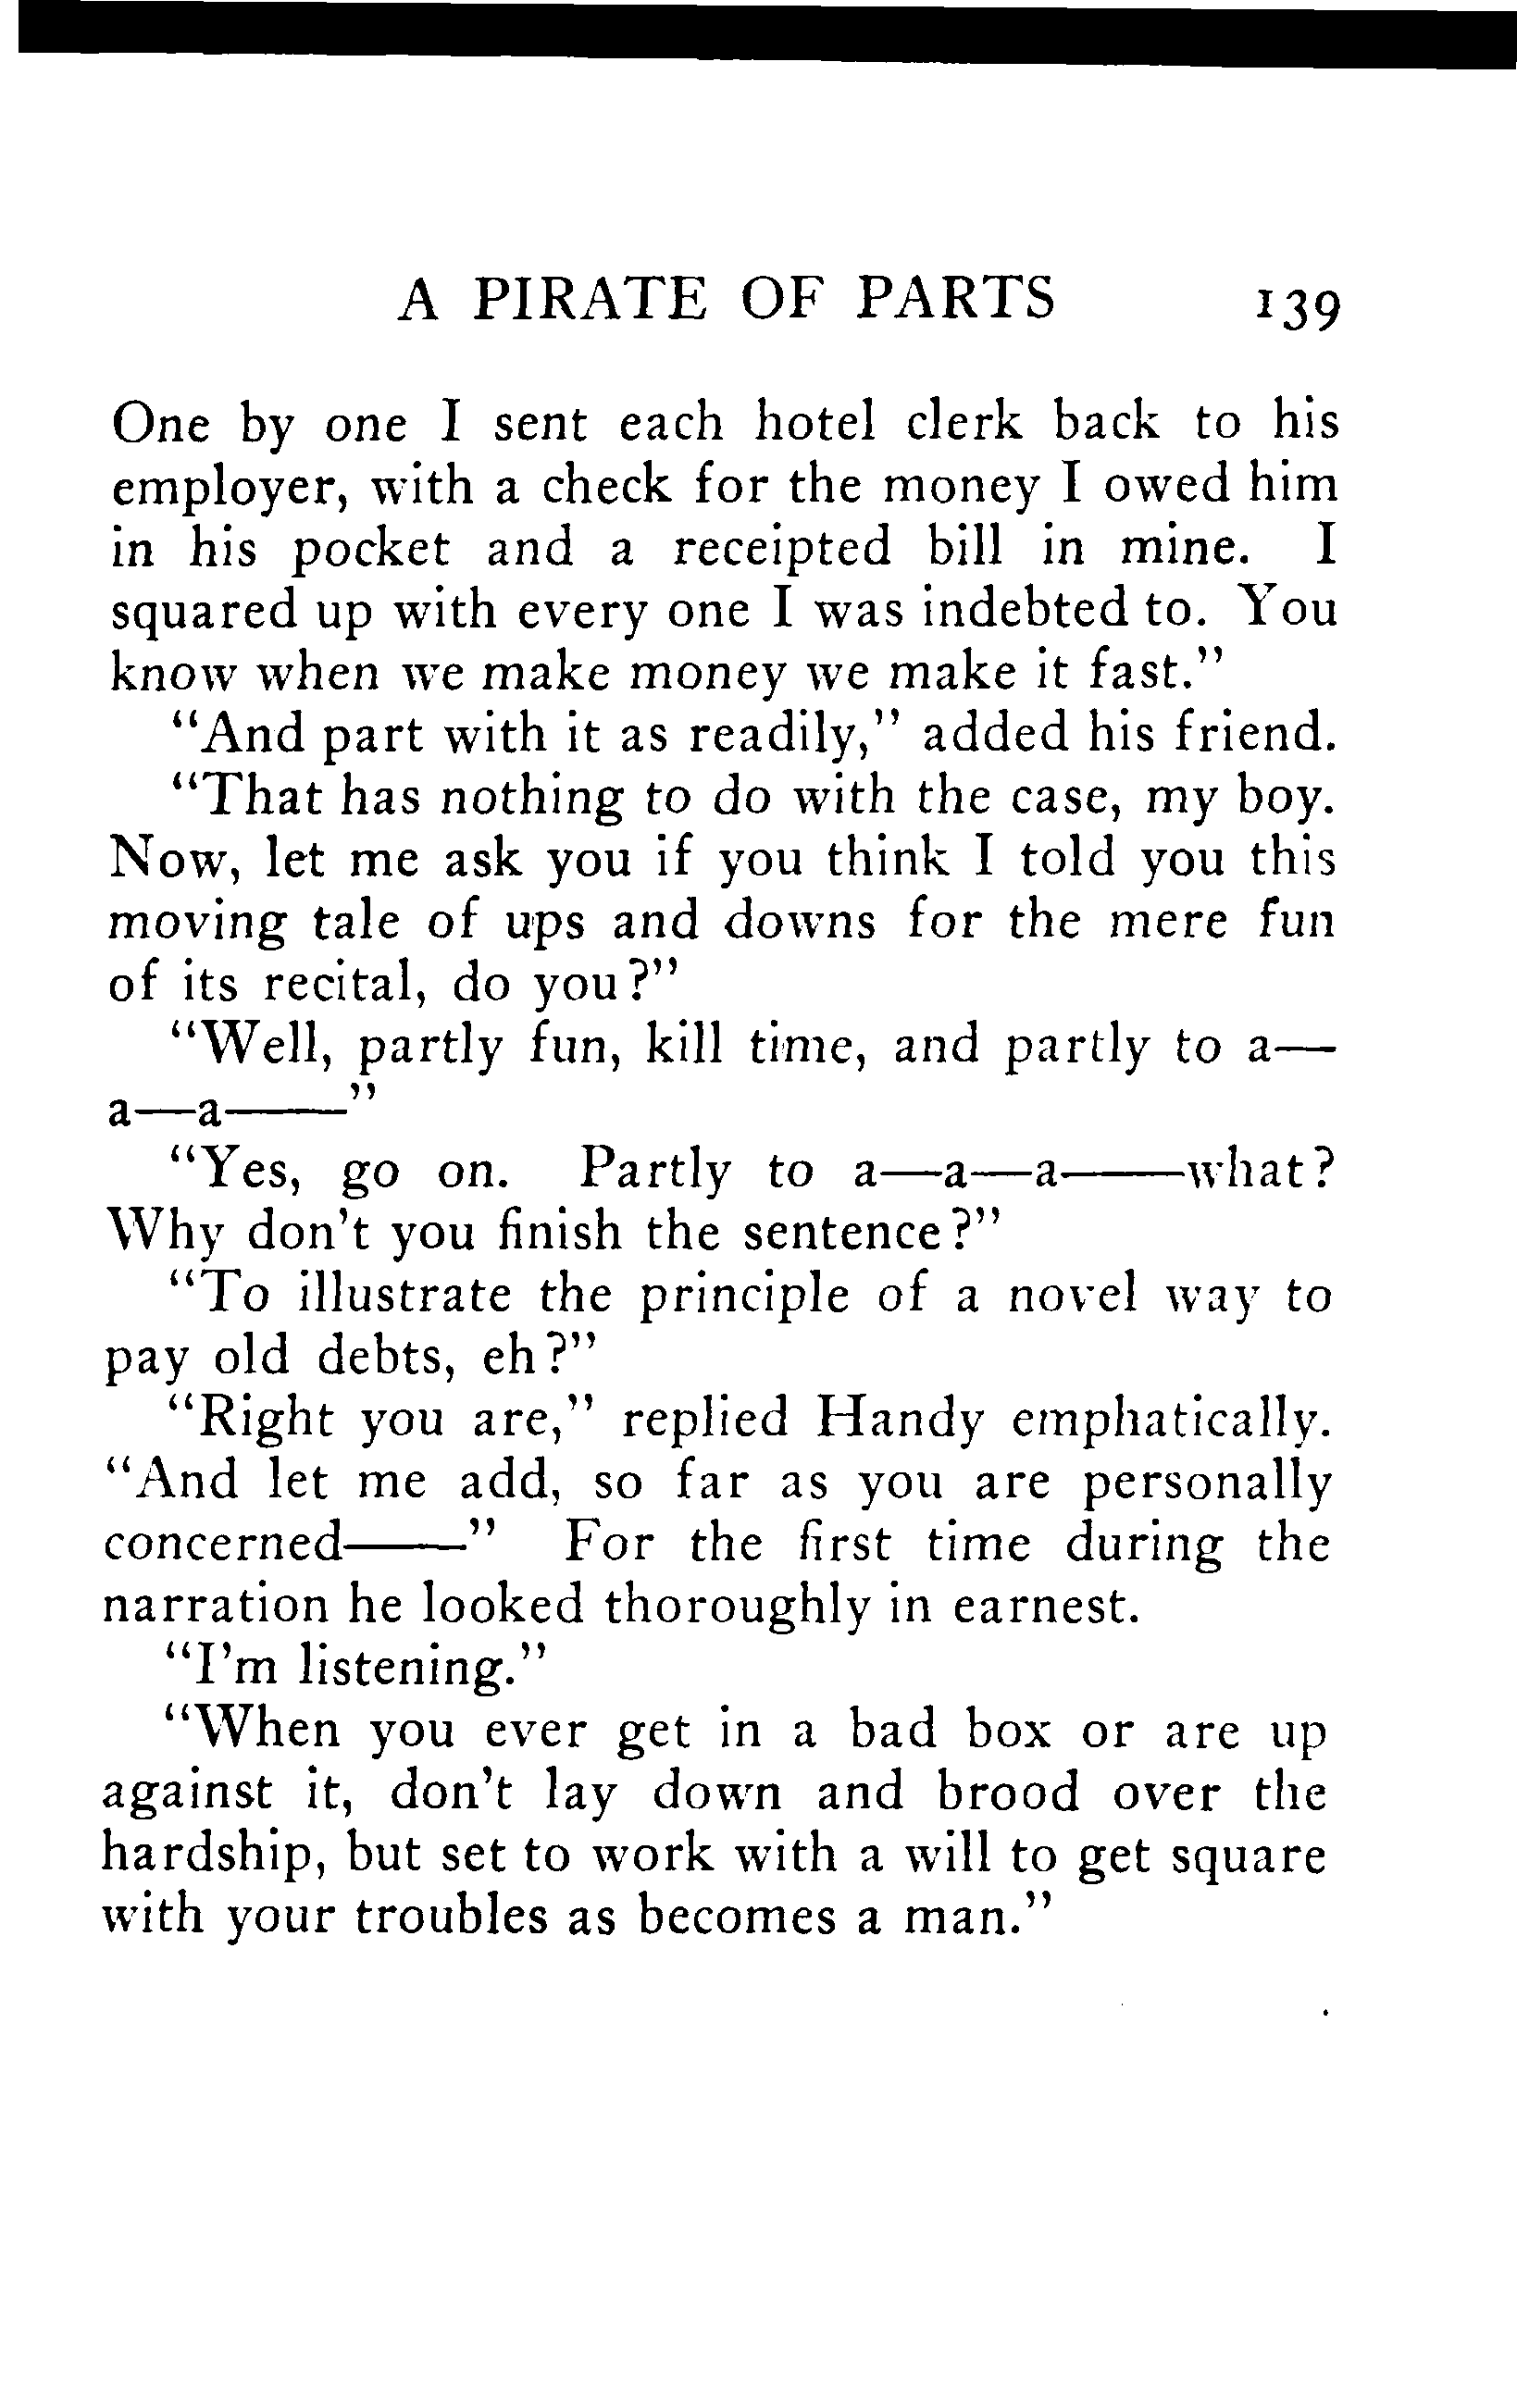 A PIRATE OF PARTS 139
One by one I sent each hotel clerk back to his
employer, with a check for the money I owed him
in his pocket and a receipted bill in mine. I
squared up with every one I was indebted to. You
know when we make money we make it fast."
"And part with it as readily," added his friend.
"That has nothing to do with the case, my boy.
Now, let me ask you if you think I told you this
moving tale of ups and downs for the mere fun
of its recital, do you?"
"Well, partly fun, kill time, and partly to a—
a—a——"
"Yes, go on. Partly to a—a—a——what?
Why don't you finish the sentence?"
"To illustrate the principle of a novel way to
pay old debts, eh?"
"Right you are," replied Handy emphatically.
"And let me add, so far as you are personally
concerned——" For the first time during the
narration he looked thoroughly in earnest.
"I'm listening."
"When you ever get in a bad box or are up
against it, don't lay down and brood over the
hardship, but set to work with a will to get square
with your troubles as becomes a man."